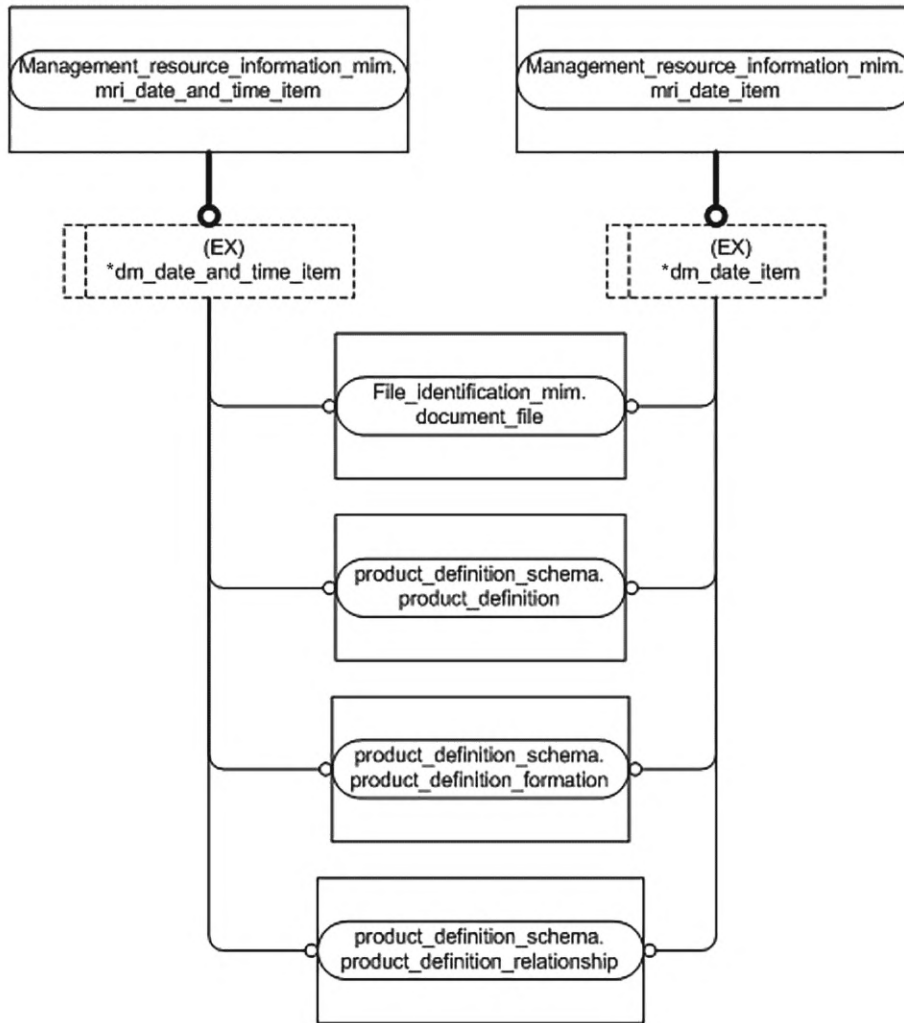 Management_resource_information_mim.
mri_date_and_time_item
Management_resource_information_mim.
mri_date_item
(EX)
*dm_date_and_time_item
(EX)
*dm_date_item
File_identification_mim.
document_file
product_definition_schema.
product_definition
product_definition_schema.
product_definition_formation
product_definition_schema.
product_definition_relationship